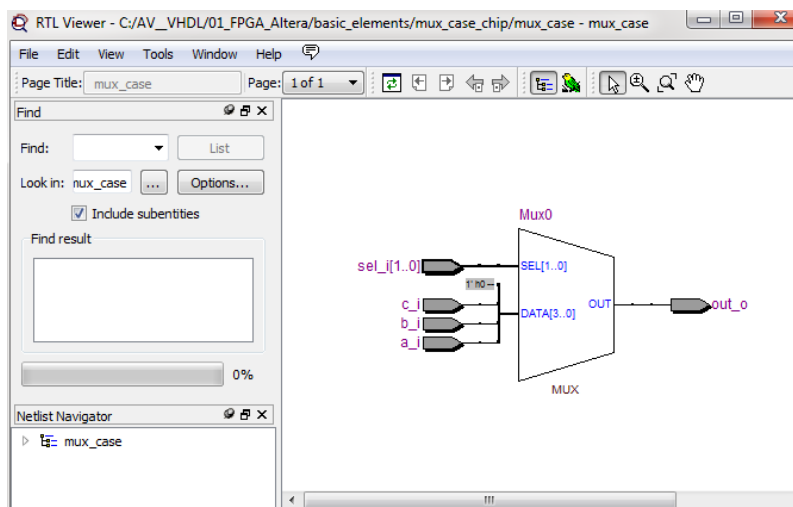 RTL Viewer - C:/AV__VHDL/01_FPGA_Altera/basic_elements/mux_case_chip/mux_case - mux_case
File Edit View Tools Window Help
Page Title: mux_case Page: 1 of 1
Find
Find: List
Look in: nux_case ... Options...
Include subentities
Find result
0%
Netlist Navigator
mux_case
Mux0
sel_i[1..0] SEL[1..0]
1' h0
c_i
b_i DATA[3..0] OUT out_o
a_i
MUX